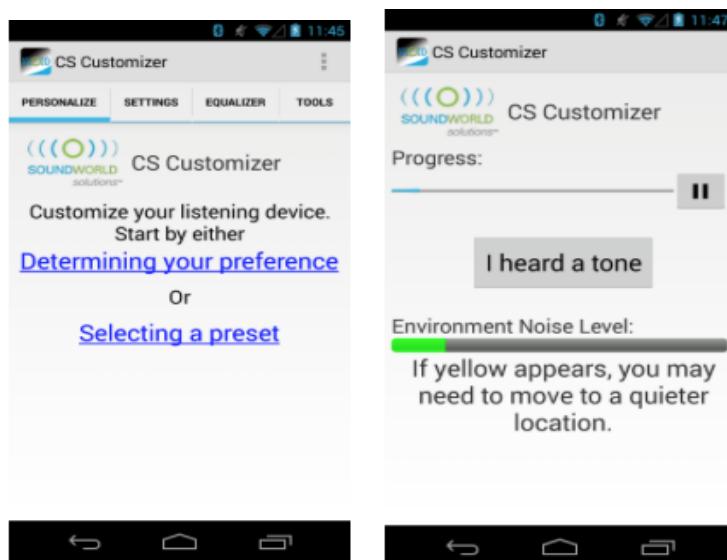 11:45
CS Customizer
PERSONALIZE SETTINGS EQUALIZER TOOLS
(((O)))
SOUNDWORLD
solutions
CS Customizer
Customize your listening device.
Start by either
Determining your preference
Or
Selecting a preset
11:47
CS Customizer
(((O)))
SOUNDWORLD
solutions
CS Customizer
Progress:
I heard a tone
Environment Noise Level:
If yellow appears, you may
need to move to a quieter
location.